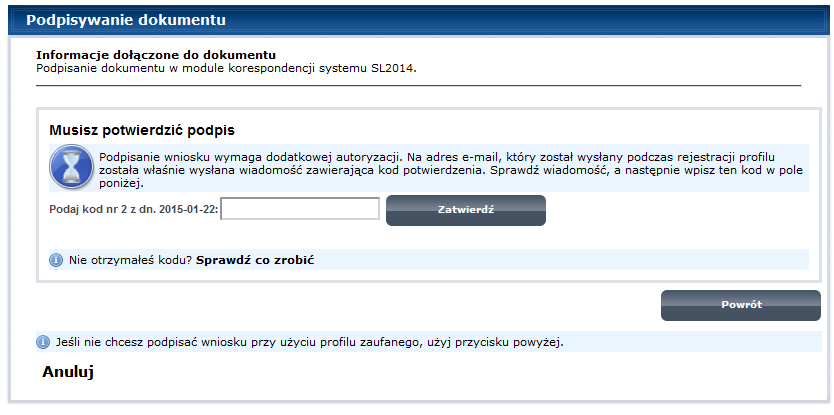 Podpisywanie dokumentu
Informacje dołączone do dokumentu
Podpisanie dokumentu w module korespondencji systemu SL2014.
Musisz potwierdzić podpis
Podpisanie wniosku wymaga dodatkowej autoryzacji. Na adres e-mail, który został wysłany podczas rejestracji profilu
została właśnie wysłana wiadomość zawierająca kod potwierdzenia. Sprawdź wiadomość, a następnie wpisz ten kod w pole
poniżej.
Podaj kod nr 2 z dn. 2015-01-22: Zatwierdź
Nie otrzymałeś kodu? Sprawdź co zrobić
Powrót
Jeśli nie chcesz podpisać wniosku przy użyciu profilu zaufanego, użyj przycisku powyżej.
Anuluj